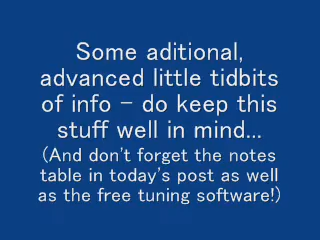 Some aditional,
advanced little tidbits
of info - do keep this
stuff well in mind...
(And don't forget the notes
table in today's post as well
as the free tuning software!)